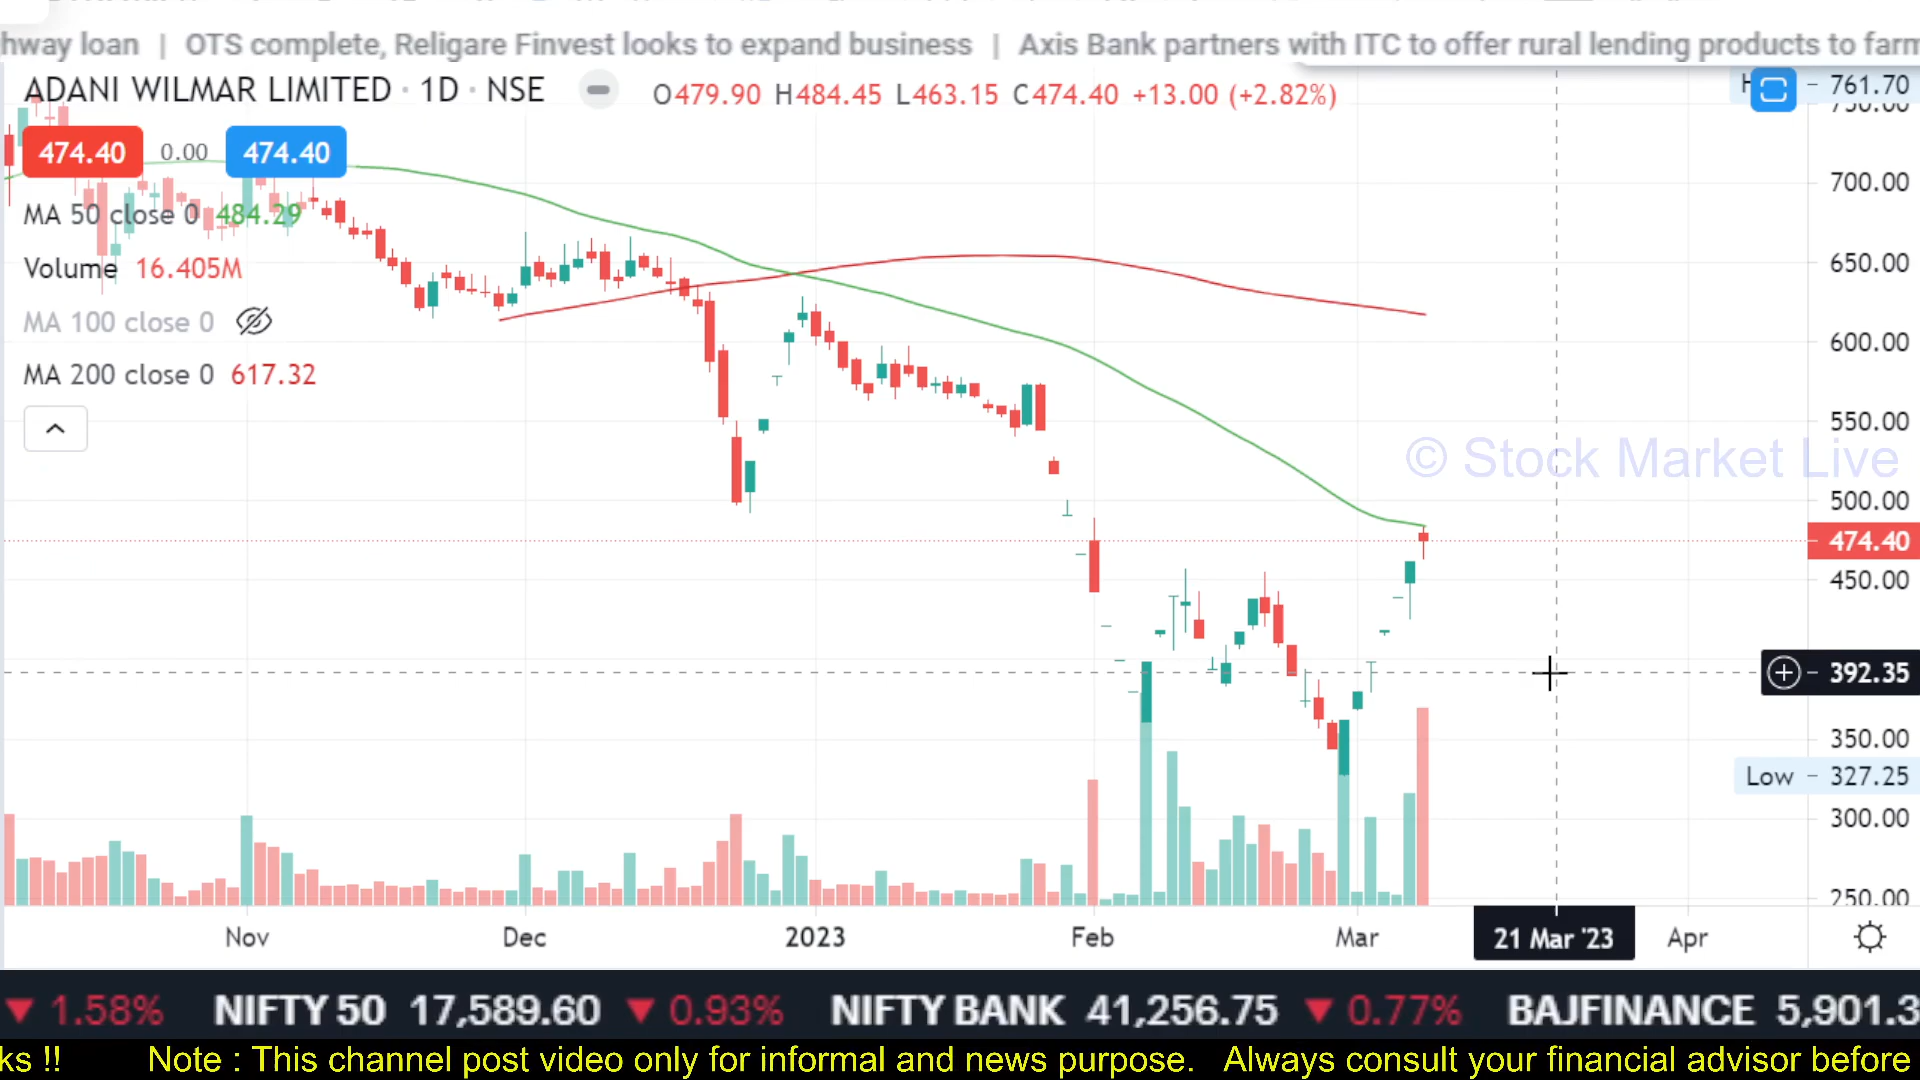 hway loan | OTS complete, Religare Finvest looks to expand business | Axis Bank partners with ITC to offer rural lending products to farm
ADANI WILMAR LIMITED · 1D · NSE O479.90 H484.45 L463.15 C474.40 +13.00 (+2.82%)
474.40 0.00 474.40
MA 50 close 0 484.29
Volume 16.405M
MA 100 close 0
MA 200 close 0 617.32
H 761.70
750.00
700.00
650.00
600.00
550.00
© Stock Market Live
500.00
474.40
450.00
392.35
350.00
Low 327.25
300.00
250.00
Nov Dec 2023 Feb Mar 21 Mar '23 Apr
▼ 1.58% NIFTY 50 17,589.60 ▼ 0.93% NIFTY BANK 41,256.75 ▼ 0.77% BAJFINANCE 5,901.3
ks !! Note : This channel post video only for informal and news purpose. Always consult your financial advisor before